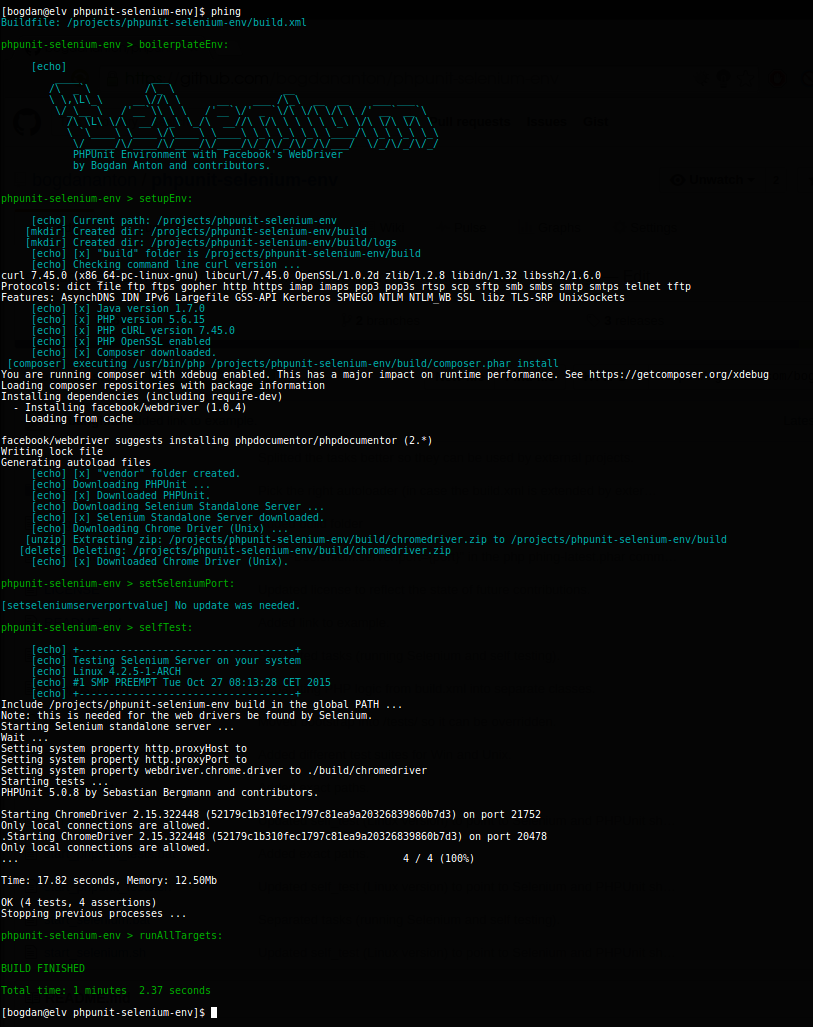 [bogdan@elv phpunit-selenium-env]$ phing
Buildfile: /projects/phpunit-selenium-env/build.xml
phpunit-selenium-env > boilerplateEnv:
[echo]
PHPUnit Environment with Facebook's WebDriver
by Bogdan Anton and contributors.
phpunit-selenium-env > setupEnv:
[echo] Current path: /projects/phpunit-selenium-env
[mkdir] Created dir: /projects/phpunit-selenium-env/build
[mkdir] Created dir: /projects/phpunit-selenium-env/build/logs
[echo] [x] "build" folder is /projects/phpunit-selenium-env/build
[echo] Checking command line curl version ...
curl 7.45.0 (x86_64-pc-linux-gnu) libcurl/7.45.0 OpenSSL/1.0.2d zlib/1.2.8 libidn/1.32 libssh2/1.6.0
Protocols: dict file ftp ftps gopher http https imap imaps pop3 pop3s rtsp scp sftp smb smbs smtp smtps telnet tftp
Features: AsynchDNS IDN IPv6 Largefile GSS-API Kerberos SPNEGO NTLM NTLM_WB SSL libz TLS-SRP UnixSockets
[echo] [x] Java version 1.7.0
[echo] [x] PHP version 5.6.15
[echo] [x] PHP cURL version 7.45.0
[echo] [x] PHP OpenSSL enabled
[echo] [x] Composer downloaded.
[composer] executing /usr/bin/php /projects/phpunit-selenium-env/build/composer.phar install
You are running composer with xdebug enabled. This has a major impact on runtime performance. See https://getcomposer.org/xdebug
Loading composer repositories with package information
Installing dependencies (including require-dev)
- Installing facebook/webdriver (1.0.4)
Loading from cache
facebook/webdriver suggests installing phpdocumentor/phpdocumentor (2.*)
Writing lock file
Generating autoload files
[echo] [x] "vendor" folder created.
[echo] Downloading PHPUnit ...
[echo] [x] Downloaded PHPUnit.
[echo] Downloading Selenium Standalone Server ...
[echo] [x] Selenium Standalone Server downloaded.
[echo] Downloading Chrome Driver (Unix) ...
[unzip] Extracting zip: /projects/phpunit-selenium-env/build/chromedriver.zip to /projects/phpunit-selenium-env/build
[delete] Deleting: /projects/phpunit-selenium-env/build/chromedriver.zip
[echo] [x] Downloaded Chrome Driver (Unix).
phpunit-selenium-env > setSeleniumPort:
[setseleniumserverportvalue] No update was needed.
phpunit-selenium-env > selfTest:
[echo] +------------------------------------+
[echo] Testing Selenium Server on your system
[echo] Linux 4.2.5-1-ARCH
[echo] #1 SMP PREEMPT Tue Oct 27 08:13:28 CET 2015
[echo] +------------------------------------+
Include /projects/phpunit-selenium-env build in the global PATH ...
Note: this is needed for the web drivers be found by Selenium.
Starting Selenium standalone server ...
Wait ...
Setting system property http.proxyHost to
Setting system property http.proxyPort to
Setting system property webdriver.chrome.driver to ./build/chromedriver
Starting tests ...
PHPUnit 5.0.8 by Sebastian Bergmann and contributors.
Starting ChromeDriver 2.15.322448 (52179c1b310fec1797c81ea9a20326839860b7d3) on port 21752
Only local connections are allowed.
.Starting ChromeDriver 2.15.322448 (52179c1b310fec1797c81ea9a20326839860b7d3) on port 20478
Only local connections are allowed.
... 4 / 4 (100%)
Time: 17.82 seconds, Memory: 12.50Mb
OK (4 tests, 4 assertions)
Stopping previous processes ...
phpunit-selenium-env > runAllTargets:
BUILD FINISHED
Total time: 1 minutes  2.37 seconds
[bogdan@elv phpunit-selenium-env]$